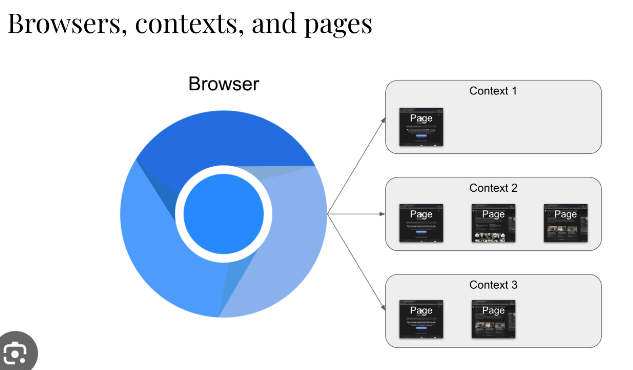 Browsers, contexts, and pages
Browser
Context 1
Page
Context 2
Page Page Page
Context 3
Page Page